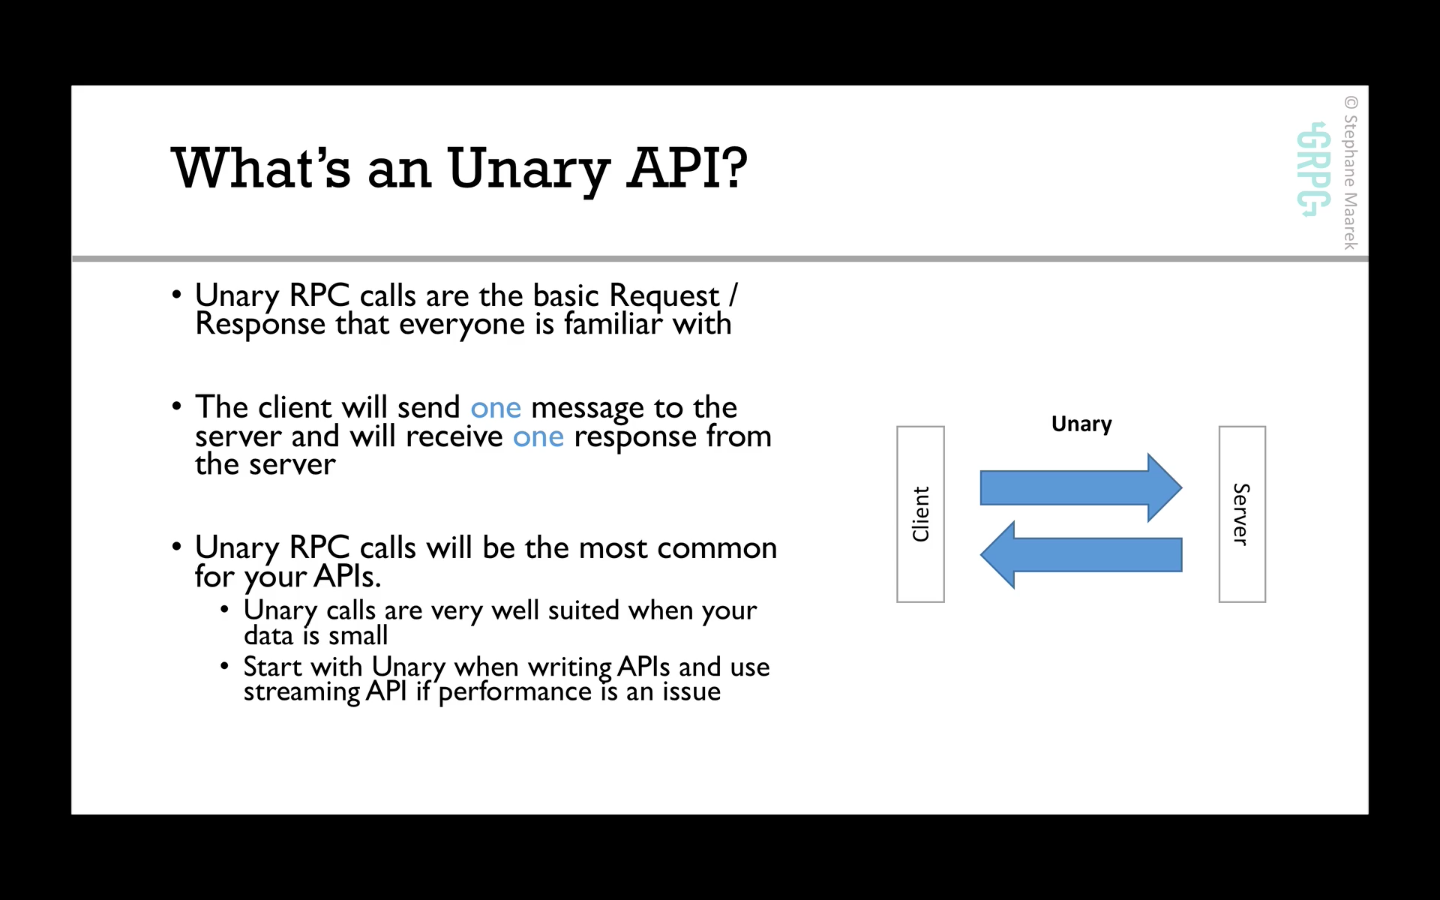 What's an Unary API?
© Stephane Maarek
GRPC
• Unary RPC calls are the basic Request /
Response that everyone is familiar with
• The client will send one message to the
server and will receive one response from
the server
• Unary RPC calls will be the most common
for your APIs.
• Unary calls are very well suited when your
data is small
• Start with Unary when writing APIs and use
streaming API if performance is an issue
Unary
Client
Server